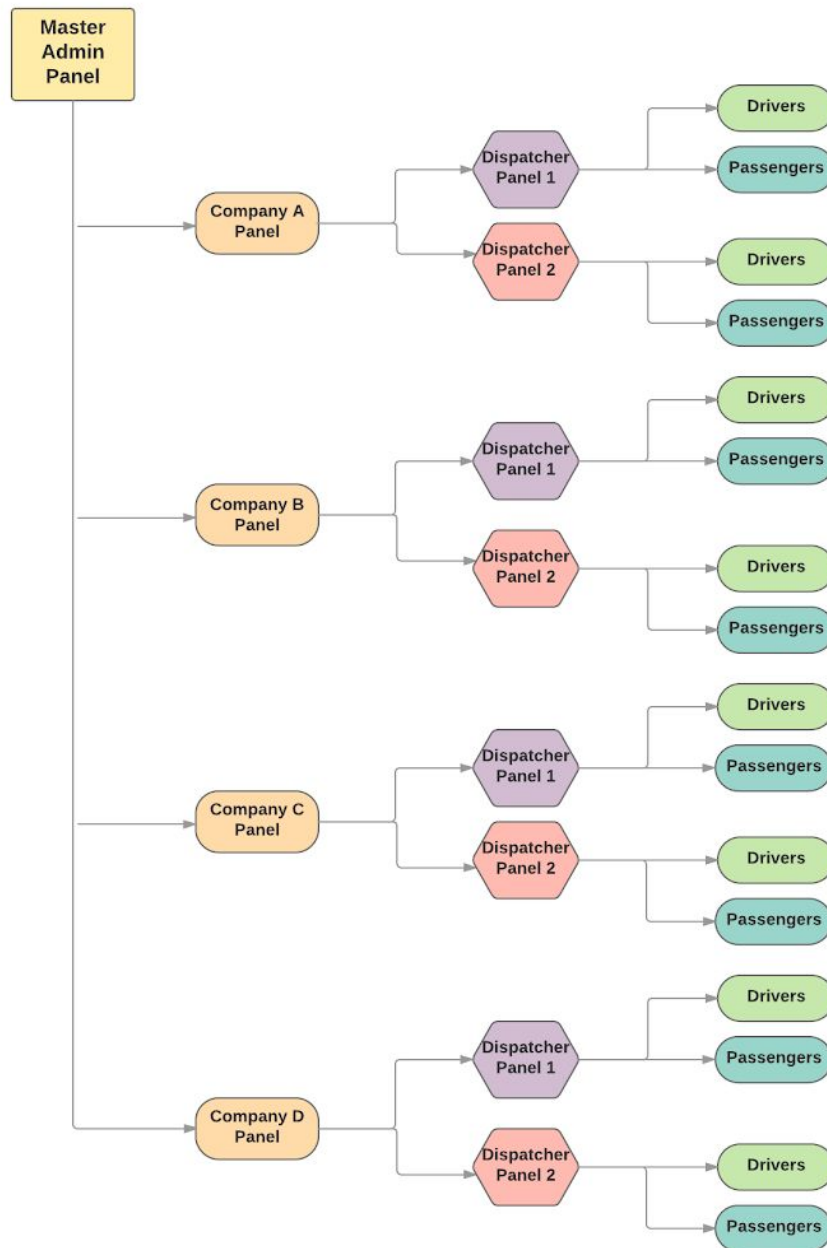 Master
Admin
Panel
Company A
Panel
Dispatcher
Panel 1
Drivers
Passengers
Dispatcher
Panel 2
Drivers
Passengers
Company B
Panel
Dispatcher
Panel 1
Drivers
Passengers
Dispatcher
Panel 2
Drivers
Passengers
Company C
Panel
Dispatcher
Panel 1
Drivers
Passengers
Dispatcher
Panel 2
Drivers
Passengers
Company D
Panel
Dispatcher
Panel 1
Drivers
Passengers
Dispatcher
Panel 2
Drivers
Passengers